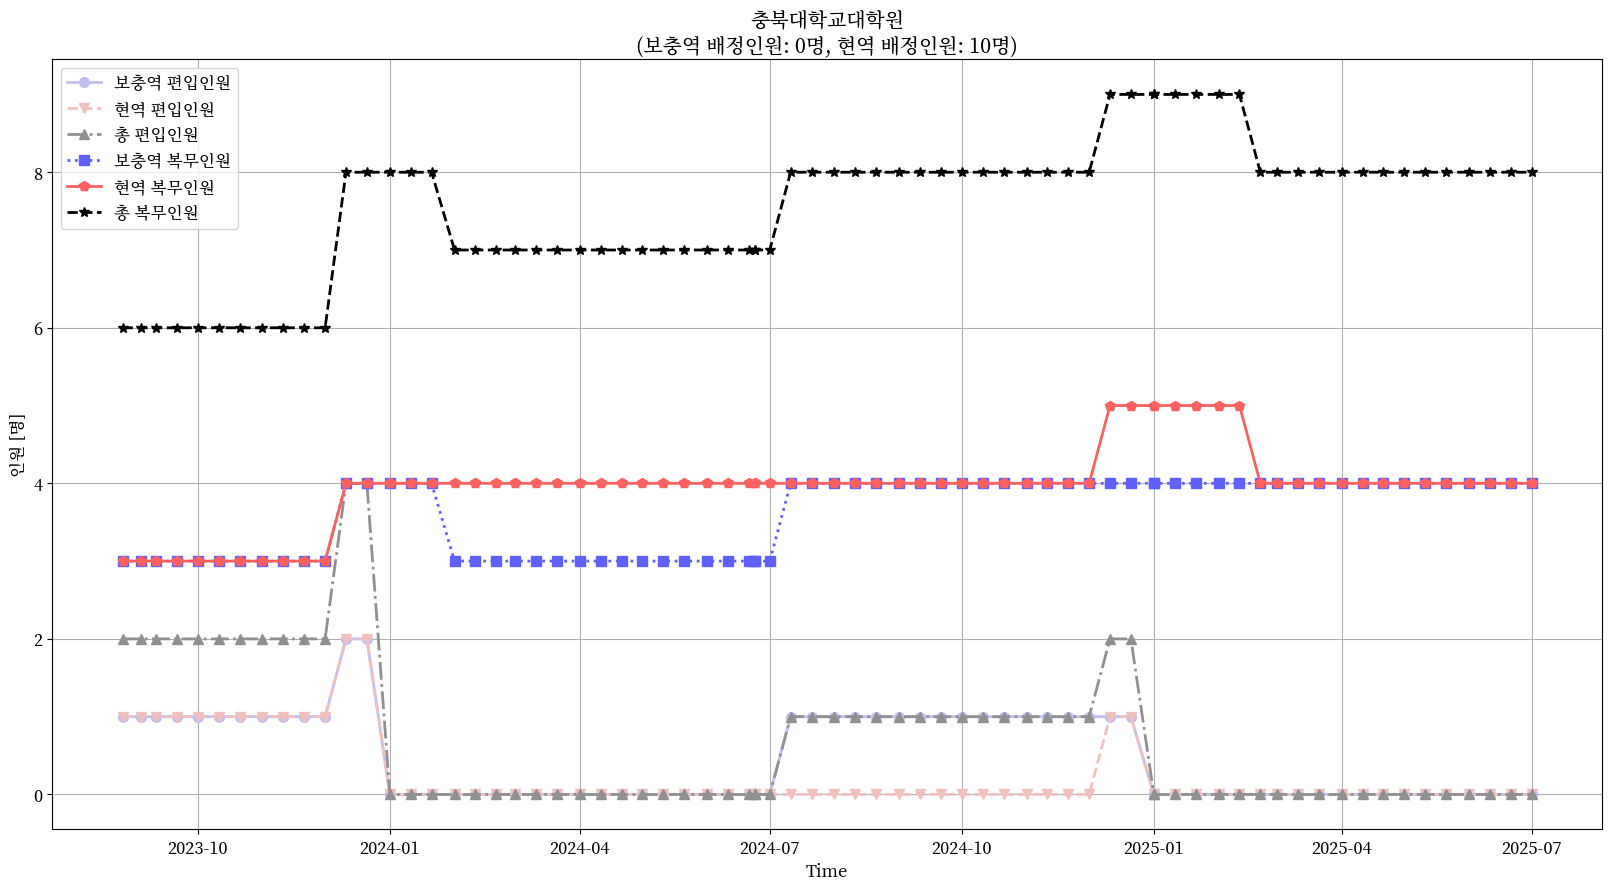 충북대학교대학원
(보충역 배정인원: 0명, 현역 배정인원: 10명)
보충역 편입인원
현역 편입인원
총 편입인원
보충역 복무인원
현역 복무인원
총 복무인원
인원 [명]
8
6
4
2
0
2023-10
2024-01
2024-04
2024-07
2024-10
2025-01
2025-04
2025-07
Time